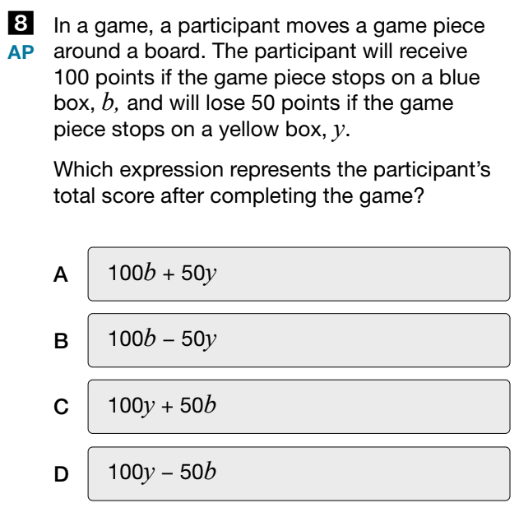 8 In a game, a participant moves a game piece
AP around a board. The participant will receive
100 points if the game piece stops on a blue
box, b, and will lose 50 points if the game
piece stops on a yellow box, y.
Which expression represents the participant’s
total score after completing the game?
A 100b + 50y
B 100b – 50y
C 100y + 50b
D 100y – 50b